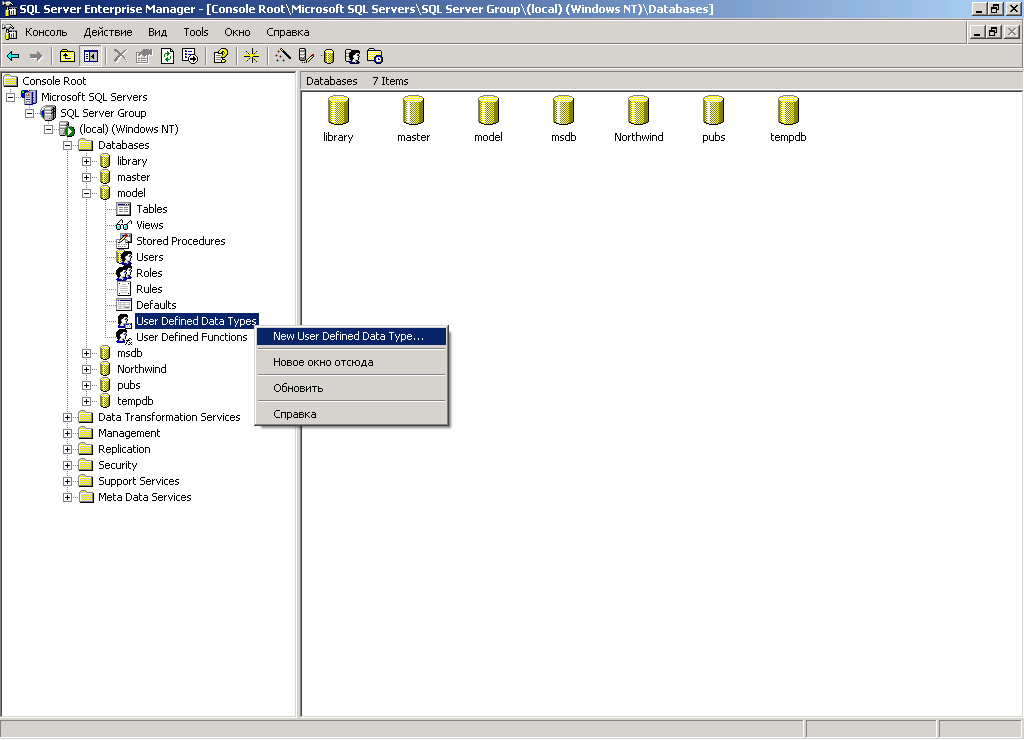 SQL Server Enterprise Manager - [Console Root\Microsoft SQL Servers\SQL Server Group\(local) (Windows NT)\Databases]
Консоль Действие Вид Tools Окно Справка
Console Root
Microsoft SQL Servers
SQL Server Group
(local) (Windows NT)
Databases
library
master
model
Tables
Views
Stored Procedures
Users
Roles
Rules
Defaults
User Defined Data Types
User Defined Functions
msdb
Northwind
pubs
tempdb
Data Transformation Services
Management
Replication
Security
Support Services
Meta Data Services
New User Defined Data Type...
Новое окно отсюда
Обновить
Справка
Databases 7 Items
library master model msdb Northwind pubs tempdb